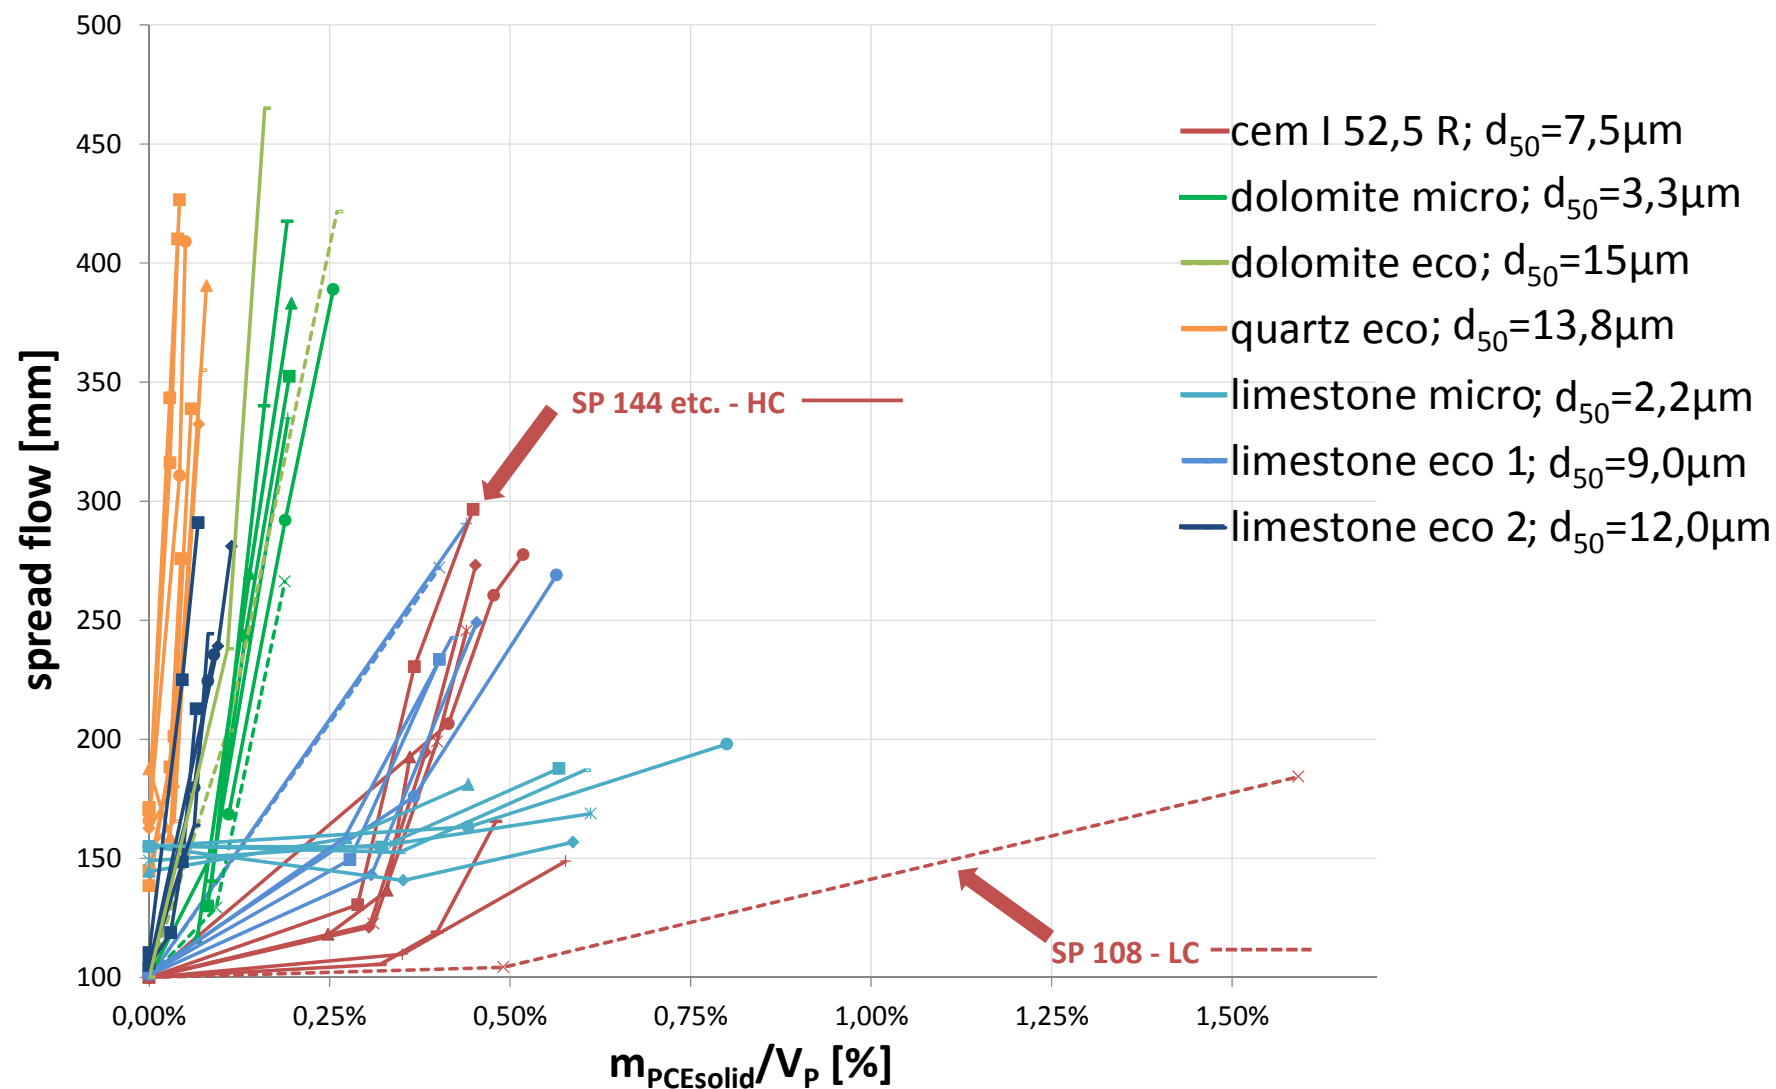 500
450
400
350
300
250
200
150
100
spread flow [mm]
0,00%
0,25%
0,50%
0,75%
1,00%
1,25%
1,50%
mPCEsolid/VP [%]
SP 144 etc. - HC
SP 108 - LC
cem I 52,5 R; d50=7,5µm
dolomite micro; d50=3,3µm
dolomite eco; d50=15µm
quartz eco; d50=13,8µm
limestone micro; d50=2,2µm
limestone eco 1; d50=9,0µm
limestone eco 2; d50=12,0µm